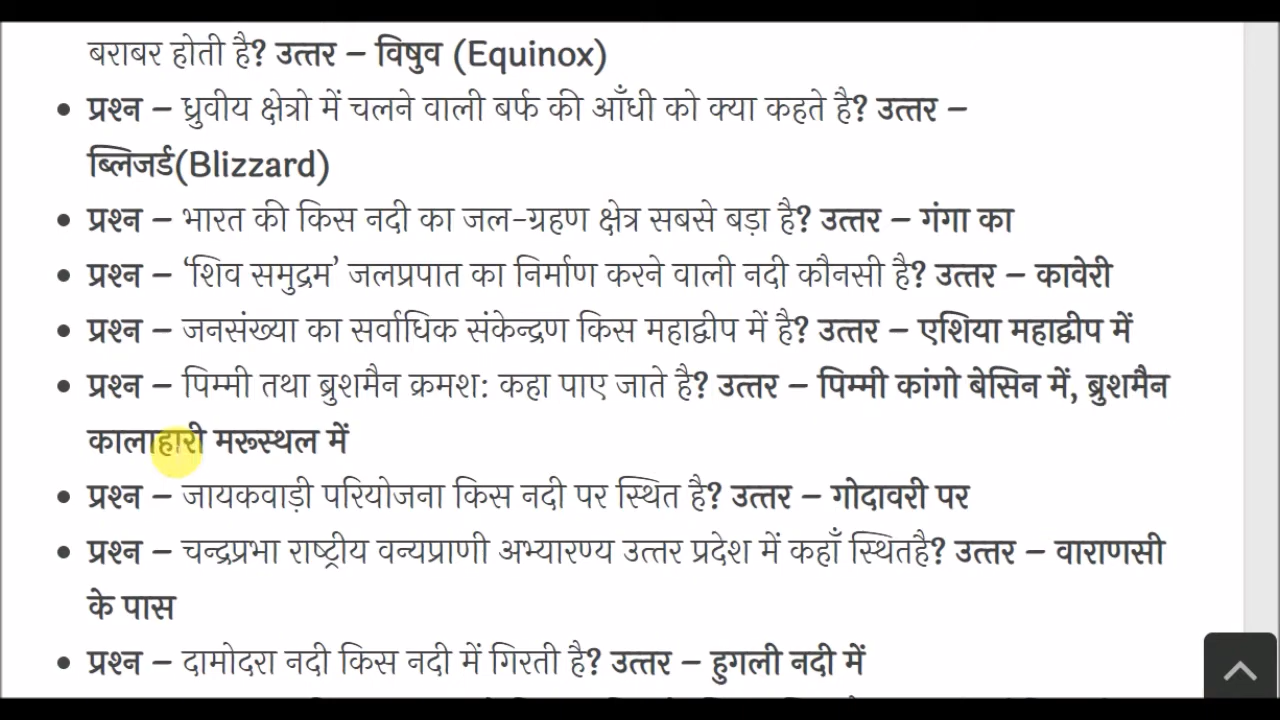 बराबर होती है? उत्तर – विषुव (Equinox)
• प्रश्न – ध्रुवीय क्षेत्रो में चलने वाली बर्फ की आँधी को क्या कहते है? उत्तर –
ब्लिजर्ड(Blizzard)
• प्रश्न – भारत की किस नदी का जल-ग्रहण क्षेत्र सबसे बड़ा है? उत्तर – गंगा का
• प्रश्न – ‘शिव समुद्रम’ जलप्रपात का निर्माण करने वाली नदी कौनसी है? उत्तर – कावेरी
• प्रश्न – जनसंख्या का सर्वाधिक संकेन्द्रण किस महाद्वीप में है? उत्तर – एशिया महाद्वीप में
• प्रश्न – पिम्मी तथा ब्रुशमैन क्रमश: कहा पाए जाते है? उत्तर – पिम्मी कांगो बेसिन में, ब्रुशमैन
कालाहारी मरूस्थल में
• प्रश्न – जायकवाड़ी परियोजना किस नदी पर स्थित है? उत्तर – गोदावरी पर
• प्रश्न – चन्द्रप्रभा राष्ट्रीय वन्यप्राणी अभ्यारण्य उत्तर प्रदेश में कहाँ स्थितहै? उत्तर – वाराणसी
के पास
• प्रश्न – दामोदरा नदी किस नदी में गिरती है? उत्तर – हुगली नदी में